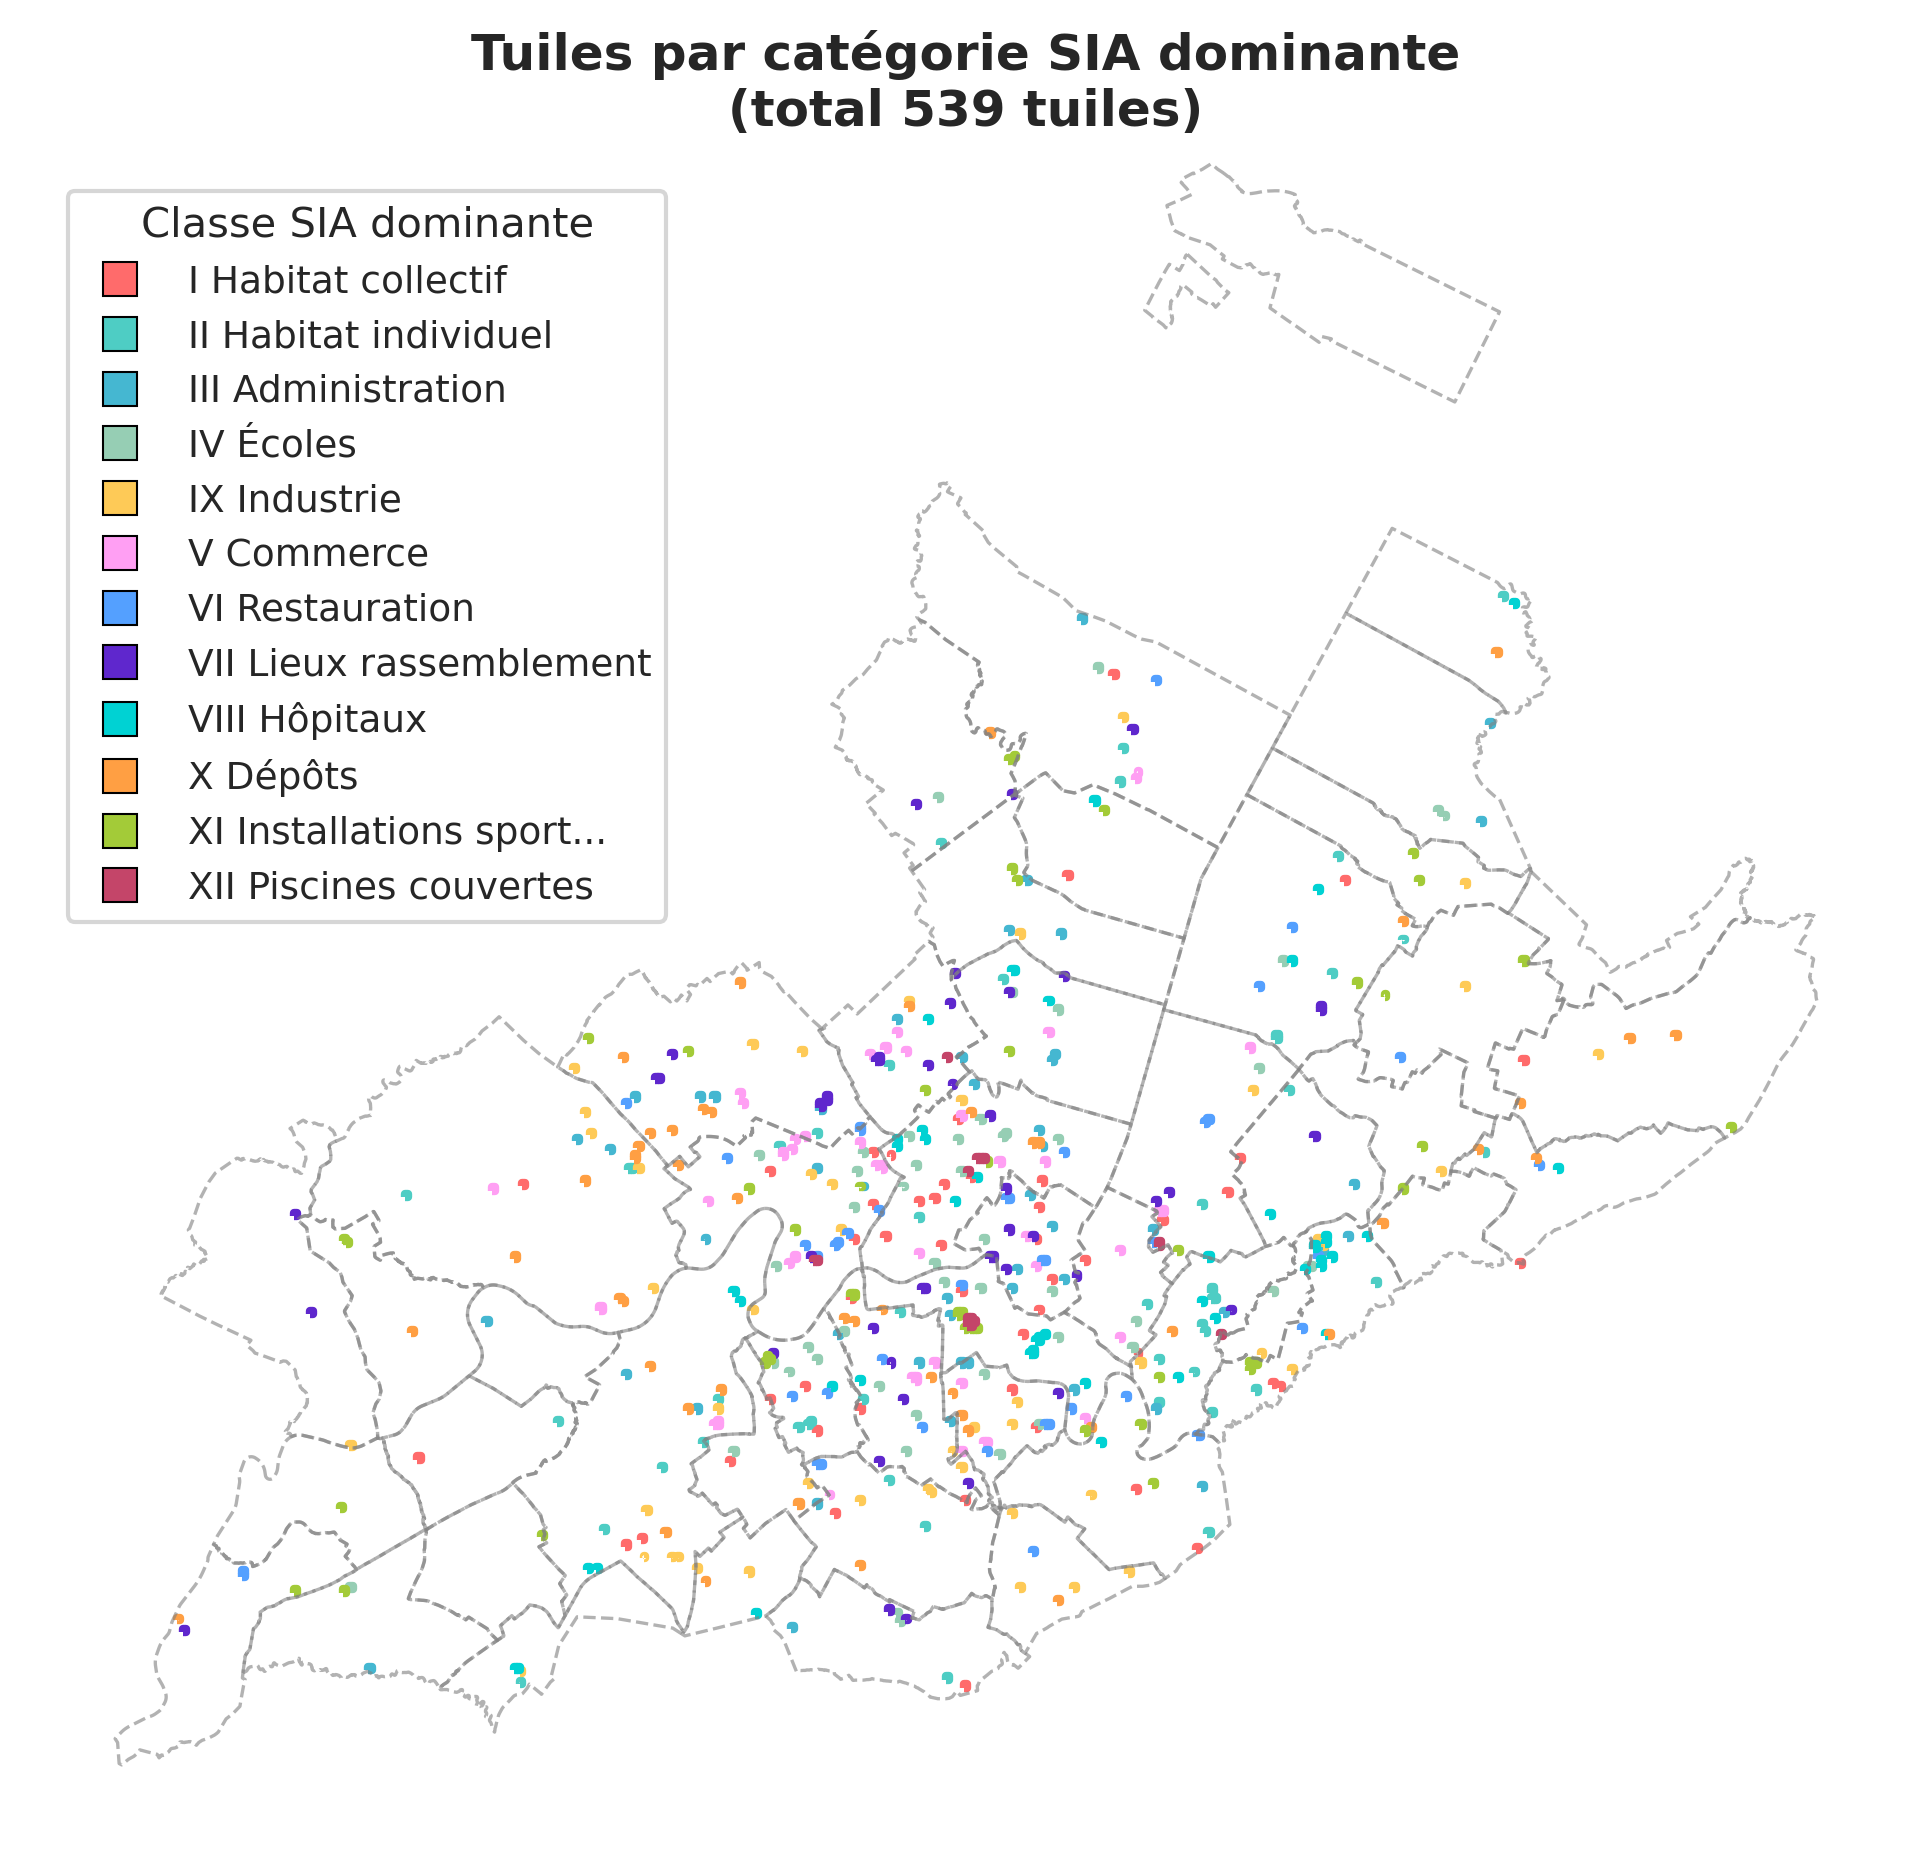 Tuiles par catégorie SIA dominante
(total 539 tuiles)
Classe SIA dominante
I Habitat collectif
II Habitat individuel
III Administration
IV Écoles
IX Industrie
V Commerce
VI Restauration
VII Lieux rassemblement
VIII Hôpitaux
X Dépôts
XI Installations sport...
XII Piscines couvertes